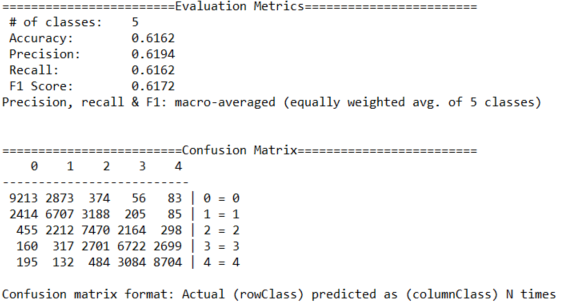 ========================Evaluation Metrics========================
# of classes:    5
Accuracy:        0.6162
Precision:       0.6194
Recall:          0.6162
F1 Score:        0.6172
Precision, recall & F1: macro-averaged (equally weighted avg. of 5 classes)
=========================Confusion Matrix=========================
0    1    2    3    4
--------------------------
9213 2873  374   56   83 | 0 = 0
2414 6707 3188  205   85 | 1 = 1
455 2212 7470 2164  298 | 2 = 2
160  317 2701 6722 2699 | 3 = 3
195  132  484 3084 8704 | 4 = 4
Confusion matrix format: Actual (rowClass) predicted as (columnClass) N times